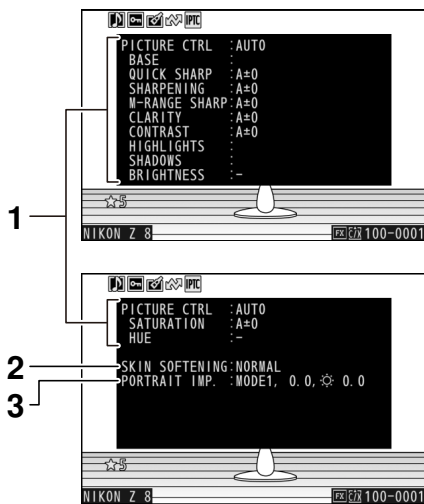 IPTC
PICTURE CTRL :AUTO
BASE :
QUICK SHARP :A±0
SHARPENING :A±0
M-RANGE SHARP:A±0
CLARITY :A±0
CONTRAST :A±0
HIGHLIGHTS :
SHADOWS :
BRIGHTNESS :–
1
☆5
NIKON Z 8 FX 100-0001
IPTC
PICTURE CTRL :AUTO
SATURATION :A±0
HUE :–
2
SKIN SOFTENING:NORMAL
3
PORTRAIT IMP. :MODE1, 0.0, 0.0
☆5
NIKON Z 8 FX 100-0001